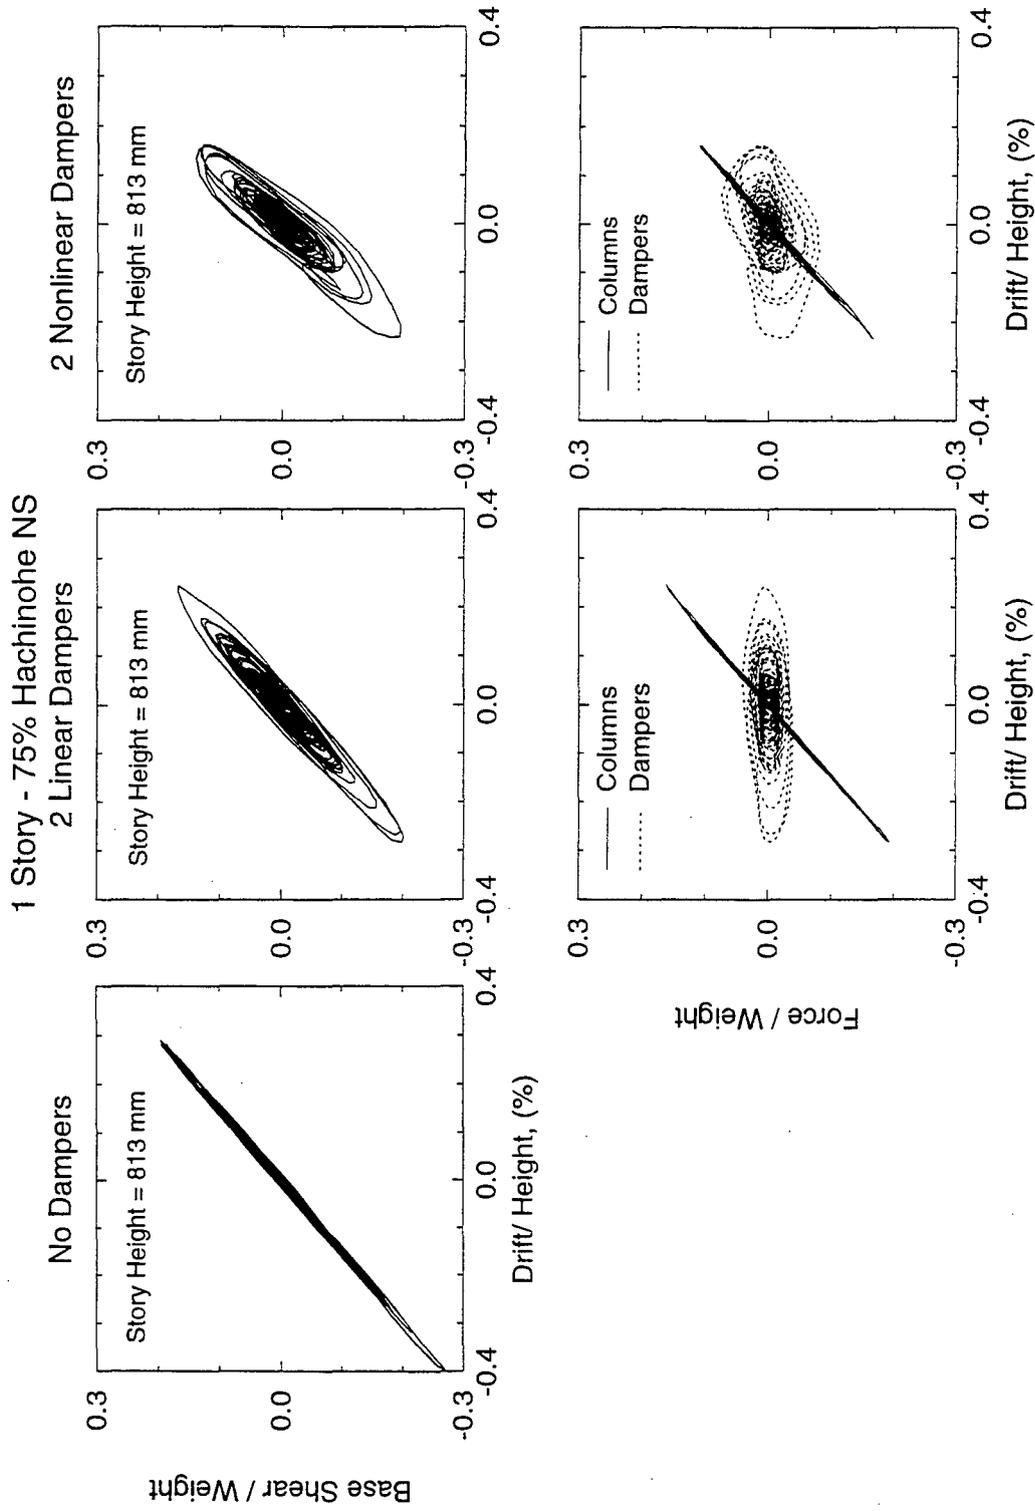 1 Story - 75% Hachinohe NS
No Dampers
2 Linear Dampers
2 Nonlinear Dampers
Base Shear / Weight
0.3
0.0
-0.3
Story Height = 813 mm
-0.4
0.0
0.4
Drift/ Height, (%)
0.3
0.0
-0.3
Story Height = 813 mm
-0.4
0.0
0.4
0.3
0.0
-0.3
Story Height = 813 mm
-0.4
0.0
0.4
Force / Weight
0.3
0.0
-0.3
Columns
Dampers
-0.4
0.0
0.4
Drift/ Height, (%)
0.3
0.0
-0.3
Columns
Dampers
-0.4
0.0
0.4
Drift/ Height, (%)